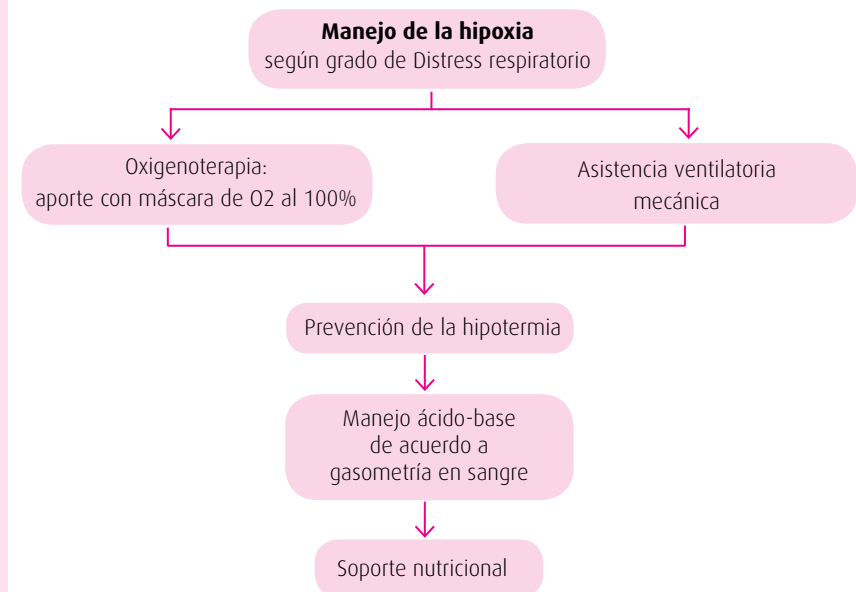 Manejo de la hipoxia
según grado de Distress respiratorio
Oxigenoterapia:
aporte con máscara de O2 al 100%
Asistencia ventilatoria
mecánica
Prevención de la hipotermia
Manejo ácido-base
de acuerdo a
gasometría en sangre
Soporte nutricional